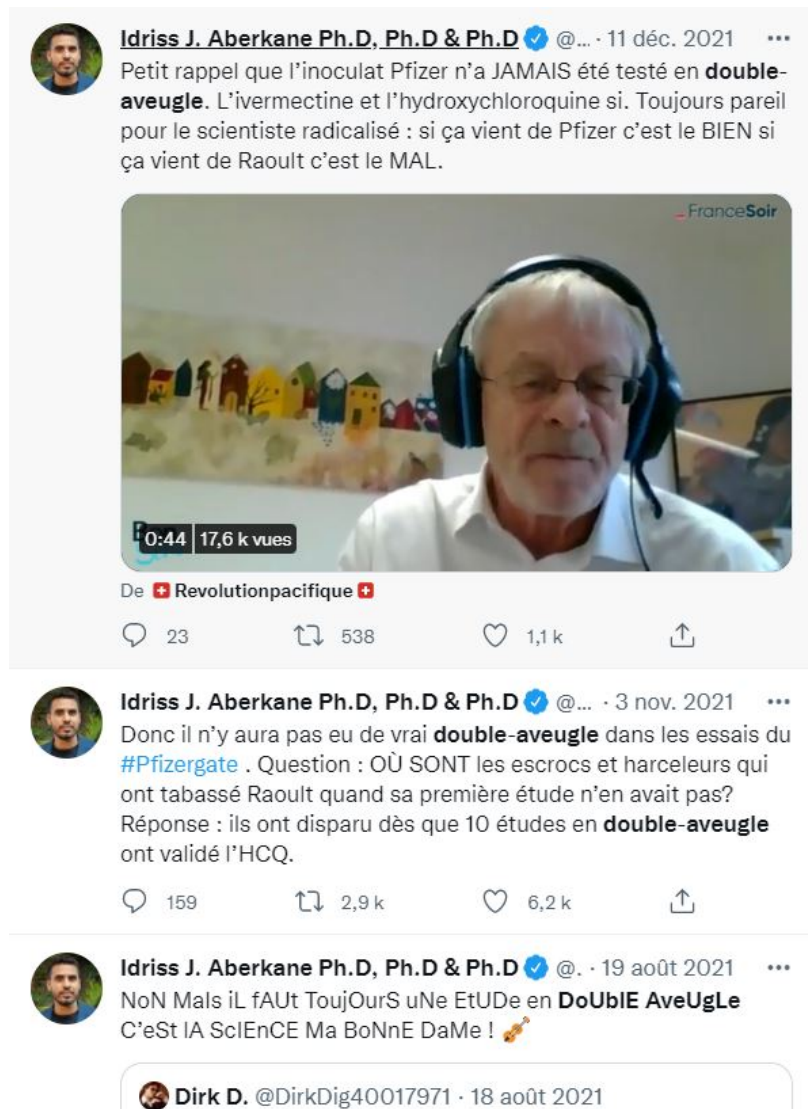 Idriss J. Aberkane Ph.D, Ph.D & Ph.D @... · 11 déc. 2021 ···
Petit rappel que l'inoculat Pfizer n'a JAMAIS été testé en double-
aveugle. L'ivermectine et l'hydroxychloroquine si. Toujours pareil
pour le scientiste radicalisé : si ça vient de Pfizer c'est le BIEN si
ça vient de Raoult c'est le MAL.
FranceSoir
0:44 17,6 k vues
De Revolutionpacifique
23 538 1,1 k
Idriss J. Aberkane Ph.D, Ph.D & Ph.D @... · 3 nov. 2021 ···
Donc il n'y aura pas eu de vrai double-aveugle dans les essais du
#Pfizergate . Question : OÙ SONT les escrocs et harceleurs qui
ont tabassé Raoult quand sa première étude n'en avait pas?
Réponse : ils ont disparu dès que 10 études en double-aveugle
ont validé l'HCQ.
159 2,9 k 6,2 k
Idriss J. Aberkane Ph.D, Ph.D & Ph.D @. · 19 août 2021 ···
NoN MaIs iL fAUt ToujOurS uNe EtUDe en DoUblE AveUgLe
C'eSt lA ScIEnCE Ma BoNnE DaMe ! 🎻
Dirk D. @DirkDig40017971 · 18 août 2021